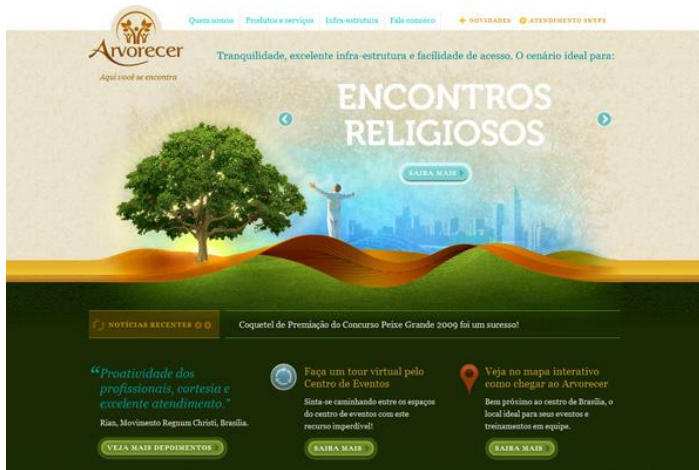 Quem somos Produtos e serviços Infra-estrutura Fale conosco NOVIDADES ATENDIMENTO SKYPE
Arvorecer
Aqui você se encontra
Tranquilidade, excelente infra-estrutura e facilidade de acesso. O cenário ideal para:
ENCONTROS
RELIGIOSOS
SAIBA MAIS
NOTÍCIAS RECENTES
Coquetel de Premiação do Concurso Peixe Grande 2009 foi um sucesso!
“Proatividade dos
profissionais, cortesia e
excelente atendimento.”
Rian, Movimento Regnum Christi, Brasília.
VEJA MAIS DEPOIMENTOS
Faça um tour virtual pelo
Centro de Eventos
Sinta-se caminhando entre os espaços
do centro de eventos com este
recurso imperdível!
SAIBA MAIS
Veja no mapa interativo
como chegar ao Arvorecer
Bem próximo ao centro de Brasília, o
local ideal para seus eventos e
treinamentos em equipe.
SAIBA MAIS